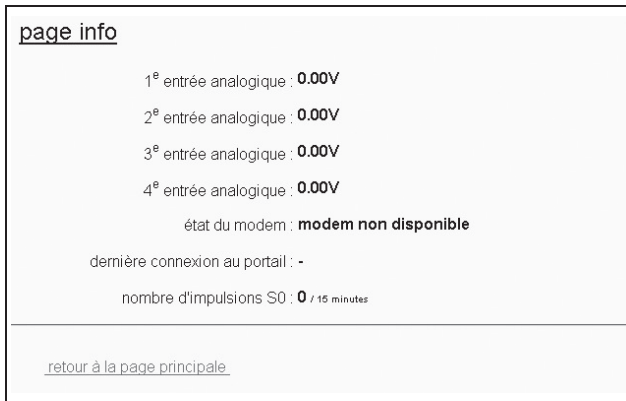 page info
1e entrée analogique : 0.00V
2e entrée analogique : 0.00V
3e entrée analogique : 0.00V
4e entrée analogique : 0.00V
état du modem : modem non disponible
dernière connexion au portail : -
nombre d'impulsions S0 : 0 / 15 minutes
retour à la page principale